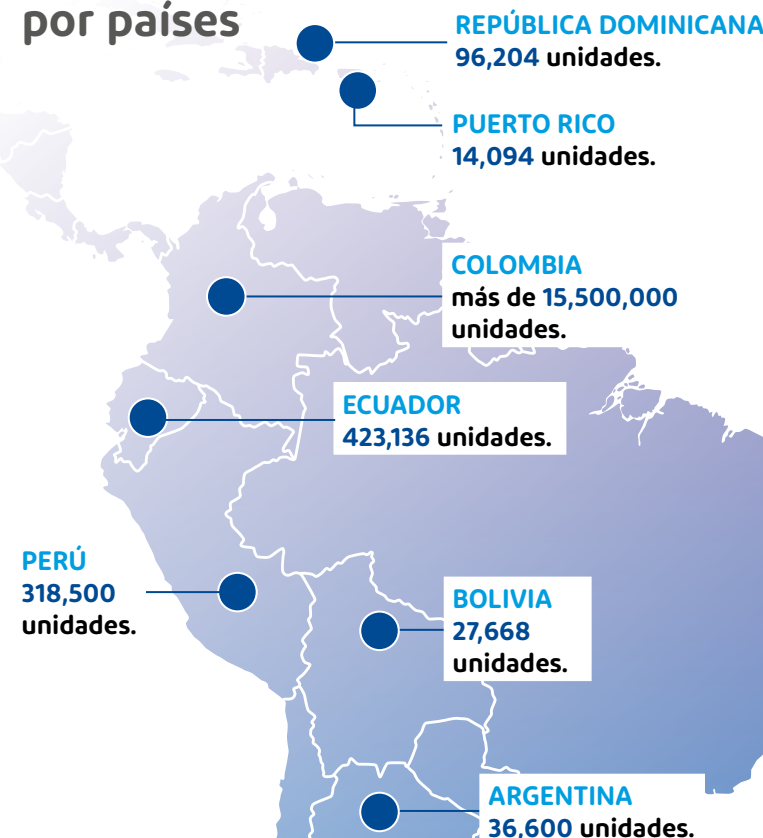 por países
REPÚBLICA DOMINICANA
96,204 unidades.
PUERTO RICO
14,094 unidades.
COLOMBIA
más de 15,500,000
unidades.
ECUADOR
423,136 unidades.
PERÚ
318,500
unidades.
BOLIVIA
27,668
unidades.
ARGENTINA
36,600 unidades.